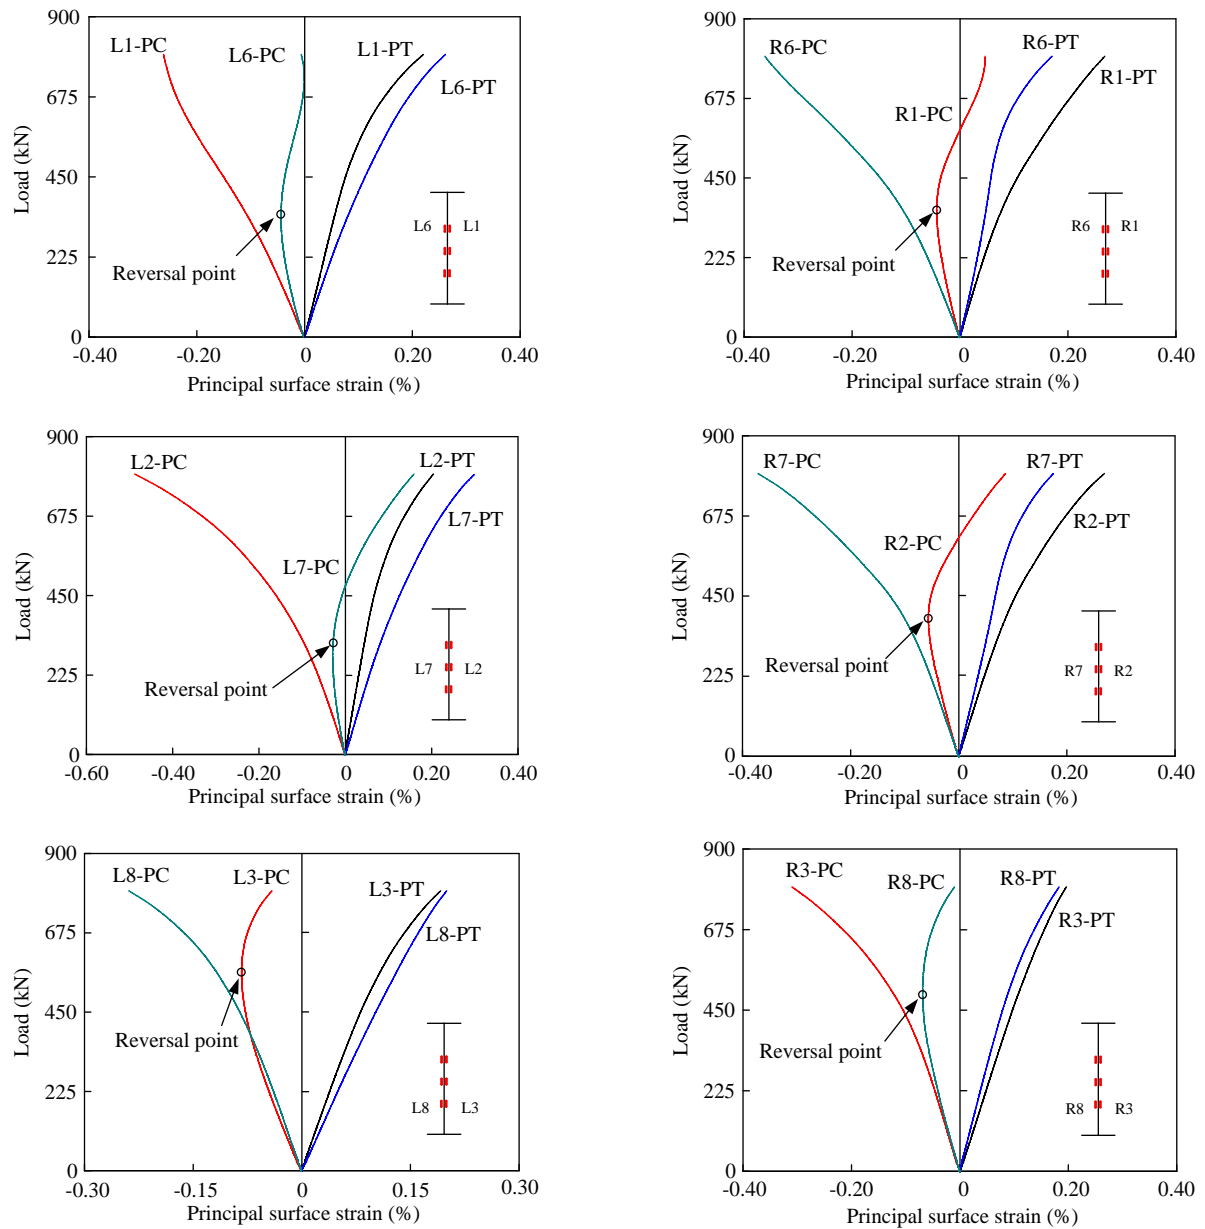 900
L1-PC
L6-PC
L1-PT
L6-PT
675
Load (kN)
450
L6
L1
Reversal point
225
0
-0.40
-0.20
0
0.20
0.40
Principal surface strain (%)
900
R6-PC
R6-PT
R1-PT
675
R1-PC
Load (kN)
450
R6
R1
Reversal point
225
0
-0.40
-0.20
0
0.20
0.40
Principal surface strain (%)
900
L2-PC
L2-PT
675
L7-PT
L7-PC
Load (kN)
450
L7
L2
Reversal point
225
0
-0.60
-0.40
-0.20
0
0.20
0.40
Principal surface strain (%)
900
R7-PC
R7-PT
675
R2-PT
R2-PC
Load (kN)
450
R7
R2
Reversal point
225
0
-0.40
-0.20
0
0.20
0.40
Principal surface strain (%)
900
L8-PC
L3-PC
L3-PT
675
L8-PT
Load (kN)
450
Reversal point
L8
L3
225
0
-0.30
-0.15
0
0.15
0.30
Principal surface strain (%)
900
R3-PC
R8-PC
R8-PT
675
R3-PT
Load (kN)
450
Reversal point
R8
R3
225
0
-0.40
-0.20
0
0.20
0.40
Principal surface strain (%)